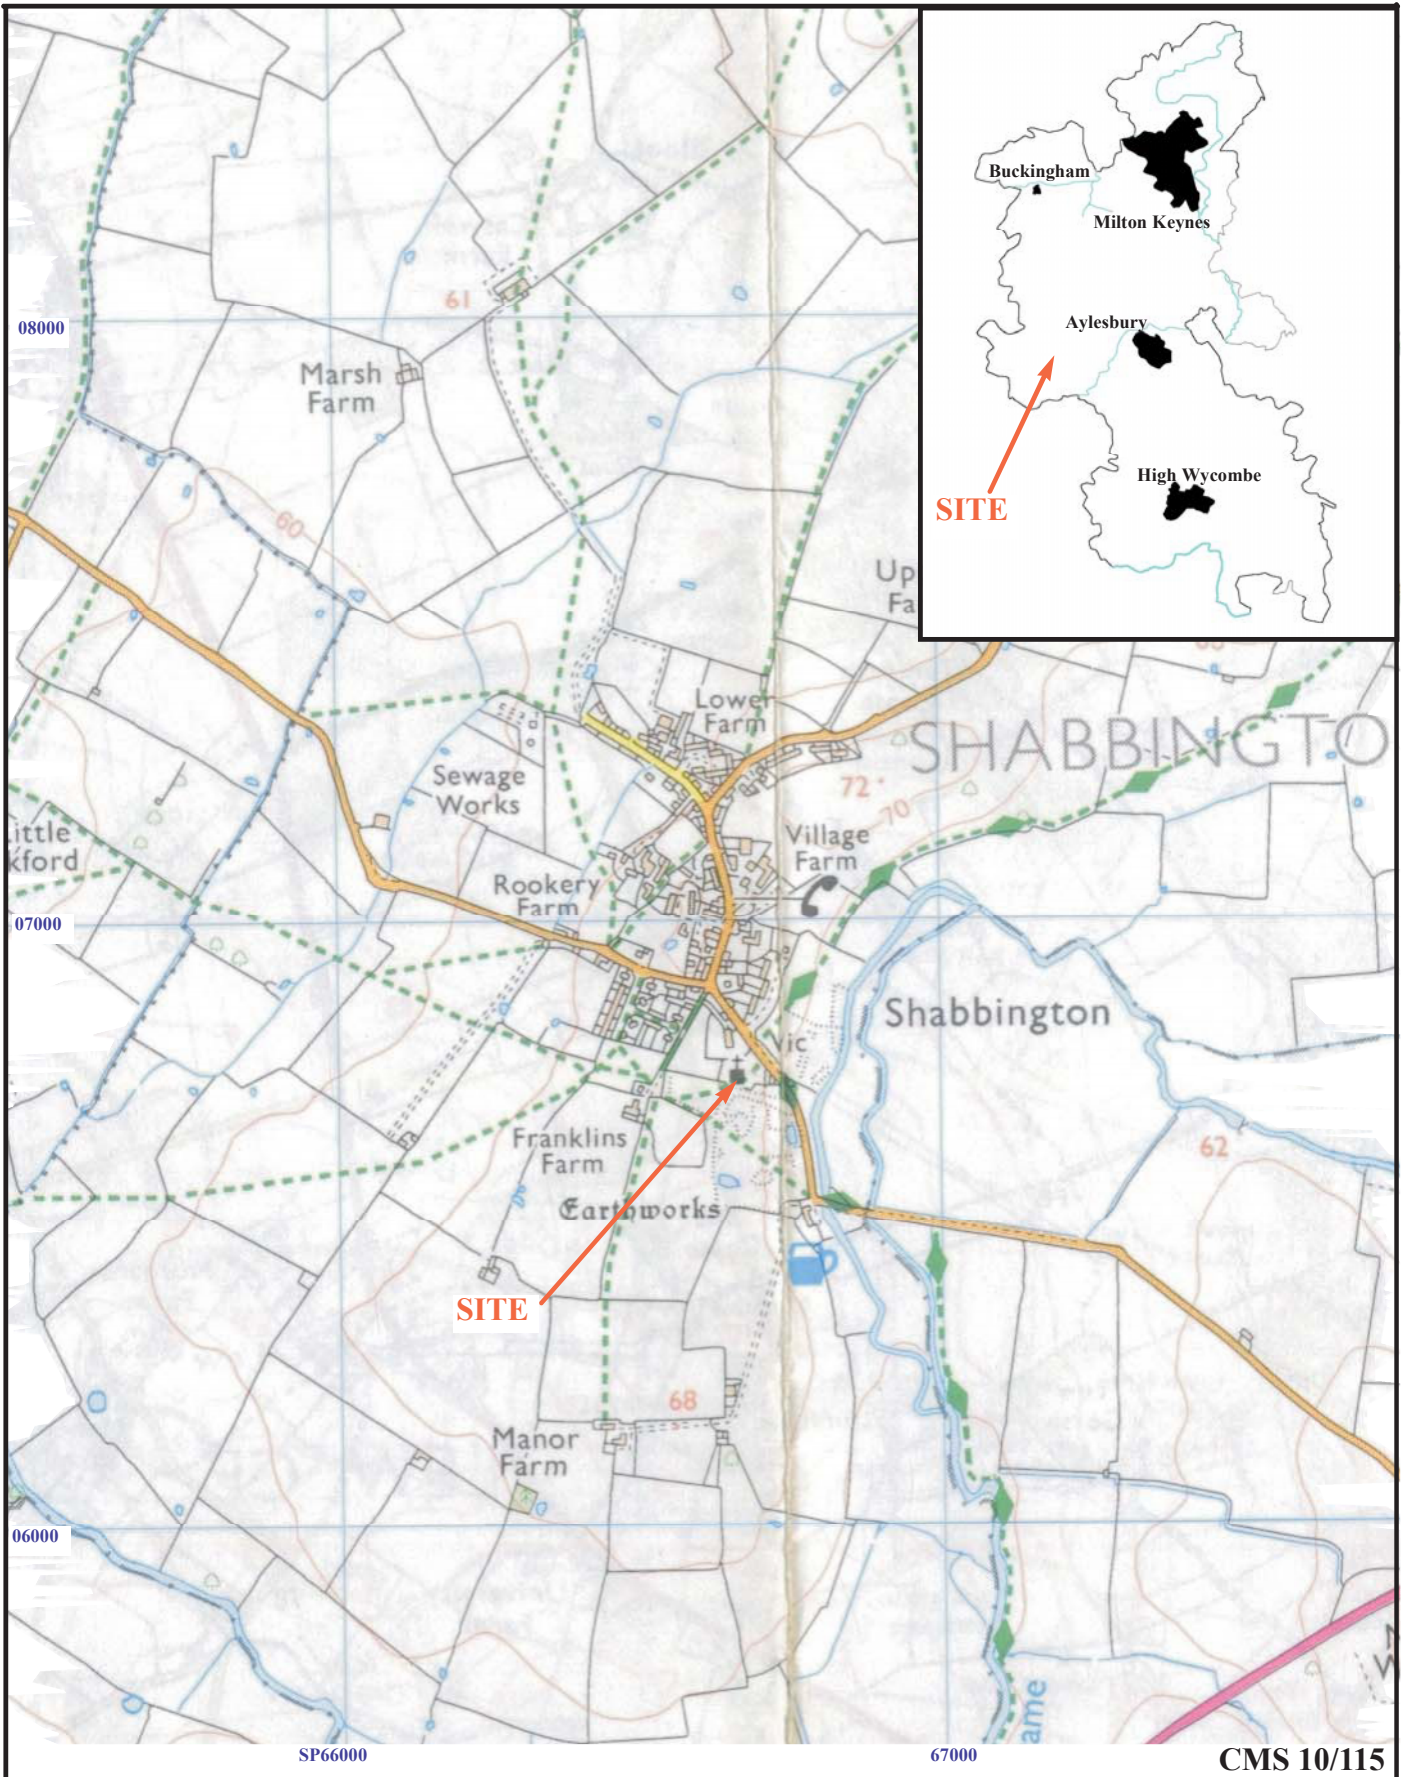 Buckingham
Milton Keynes
Aylesbury
High Wycombe
SITE
61
08000
Marsh
Farm
60
Up
Fa
Lower
Farm
SHABBINGTO
Sewage
Works
72
70
Village
Farm
ittle
kford
Rookery
Farm
07000
Shabbington
Vic
Franklins
Farm
62
Earthworks
SITE
68
Manor
Farm
06000
ame
SP66000
67000
CMS 10/115